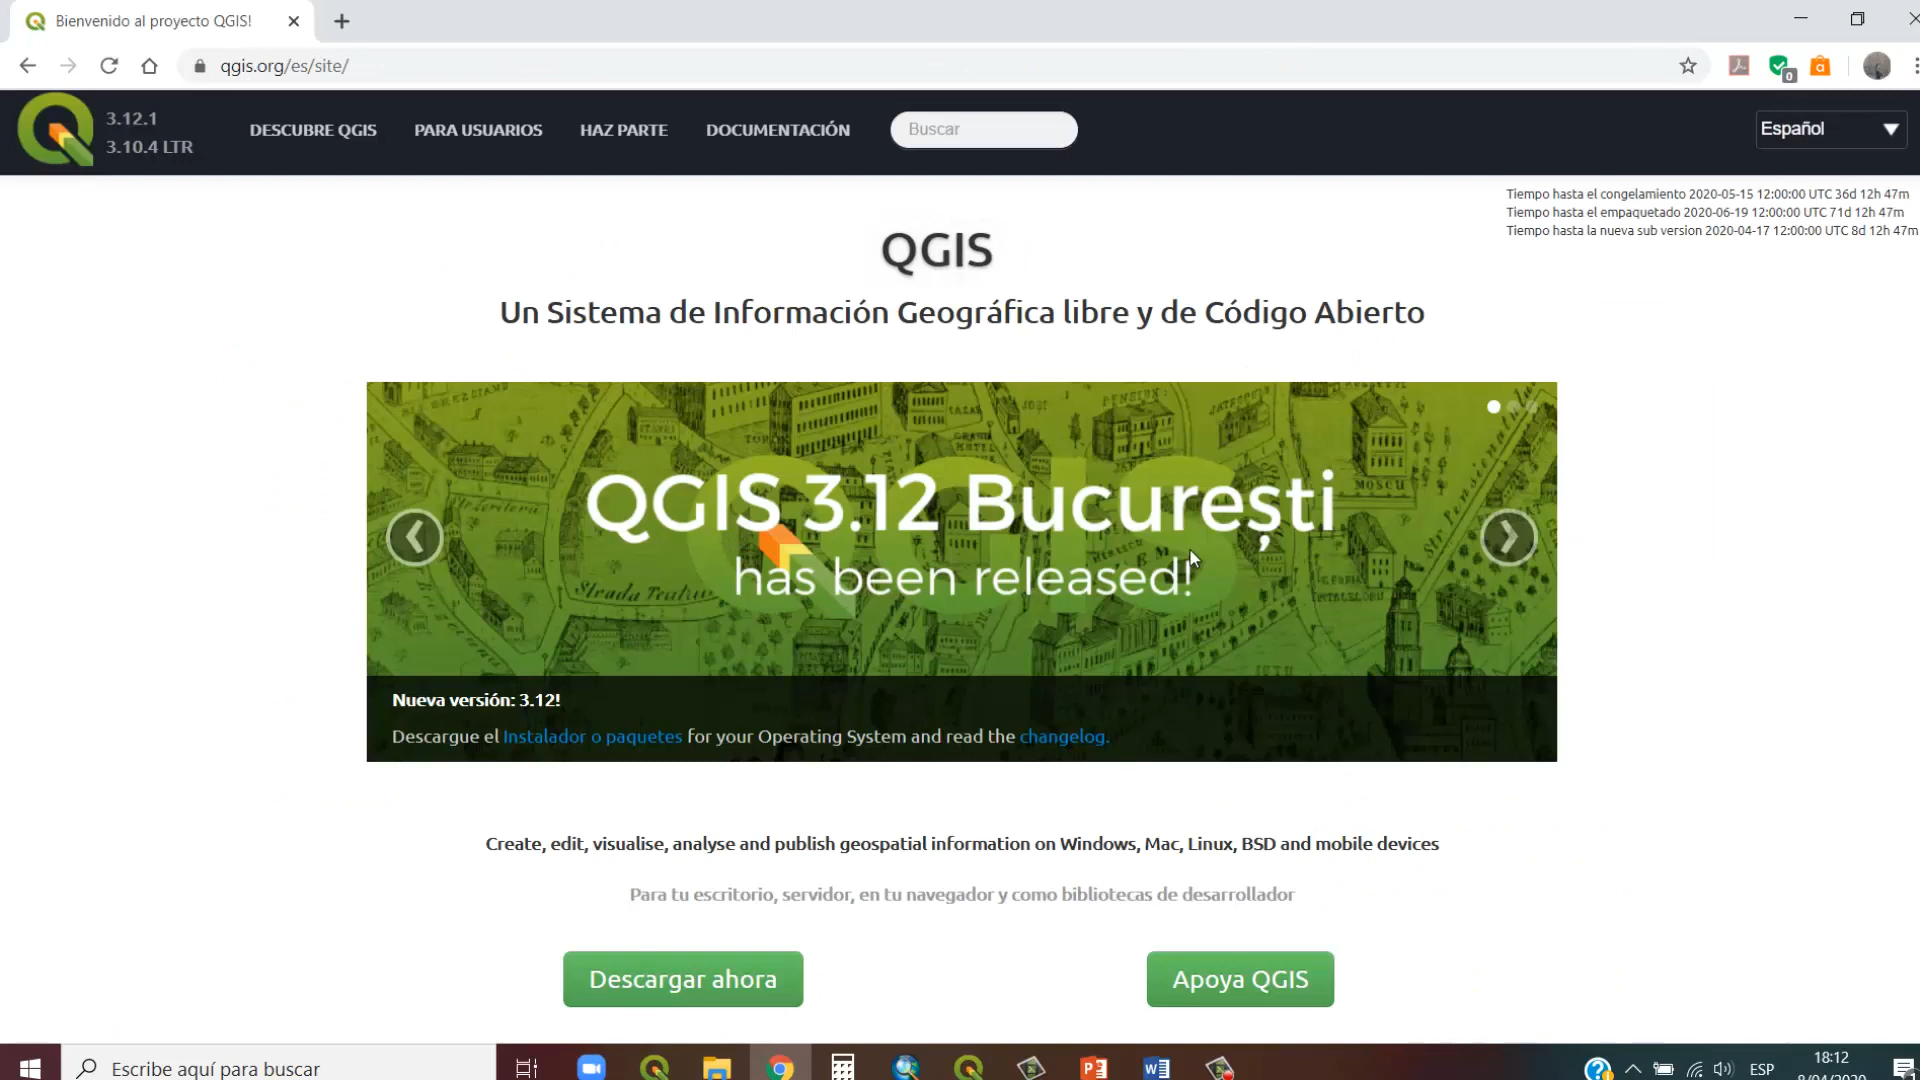 Bienvenido al proyecto QGIS!
qgis.org/es/site/
0
3.12.1
3.10.4 LTR
DESCUBRE QGIS
PARA USUARIOS
HAZ PARTE
DOCUMENTACIÓN
Buscar
Español
Tiempo hasta el congelamiento 2020-05-15 12:00:00 UTC 36d 12h 47m
Tiempo hasta el empaquetado 2020-06-19 12:00:00 UTC 71d 12h 47m
Tiempo hasta la nueva sub version 2020-04-17 12:00:00 UTC 8d 12h 47m
QGIS
Un Sistema de Información Geográfica libre y de Código Abierto
QGIS 3.12 București
has been released!
Strada Teatru
MOSCU
Nueva versión: 3.12!
Descargue el Instalador o paquetes for your Operating System and read the changelog.
Create, edit, visualise, analyse and publish geospatial information on Windows, Mac, Linux, BSD and mobile devices
Para tu escritorio, servidor, en tu navegador y como bibliotecas de desarrollador
Descargar ahora
Apoya QGIS
Escribe aquí para buscar
ESP
18:12
8/04/2020